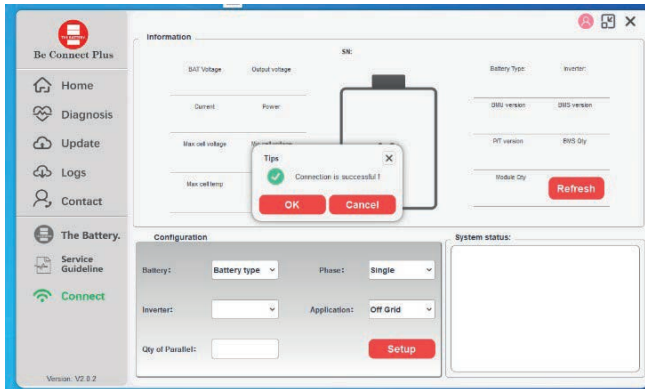 THE BATTERY.
Be Connect Plus
Home
Diagnosis
Update
Logs
Contact
The Battery.
Service
Guideline
Connect
Version: V2.0.2
Information
SN:
BAT Voltage
Output voltage
Current
Power
Max cell voltage
Max cell temp
Battery Type
Inverter:
BMU version
BMS version
P/T version
BMS Qty
Module Qty
Refresh
Tips
Connection is successful !
OK
Cancel
Configuration
Battery:
Battery type
Phase:
Single
Inverter:
Application:
Off Grid
Qty of Parallel:
Setup
System status: